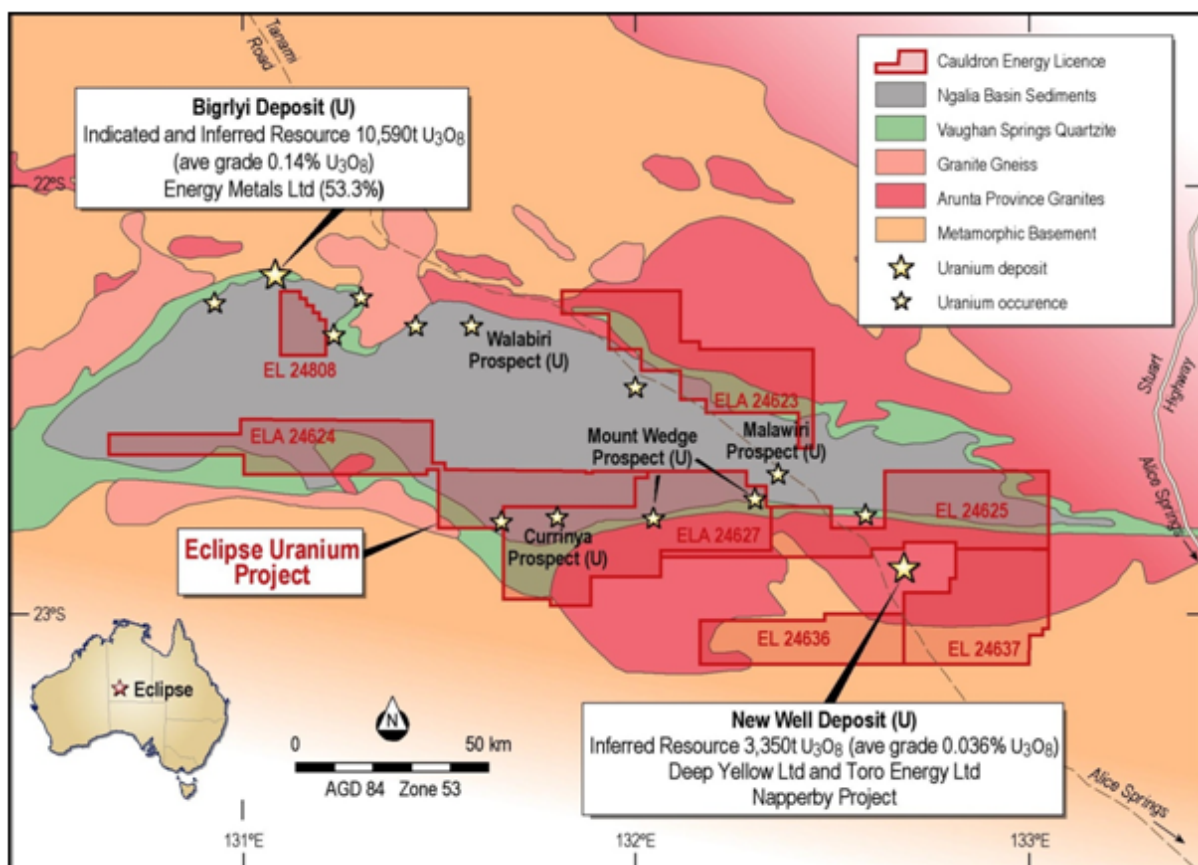 Tanami
Road
Bigrlyi Deposit (U)
Indicated and Inferred Resource 10,590t U₃O₈
(ave grade 0.14% U₃O₈)
Energy Metals Ltd (53.3%)
Cauldron Energy Licence
Ngalia Basin Sediments
Vaughan Springs Quartzite
Granite Gneiss
Arunta Province Granites
Metamorphic Basement
Uranium deposit
Uranium occurence
22°S
Walabiri
Prospect (U)
EL 24808
Stuart
Highway
ELA 24623
ELA 24624
Mount Wedge
Prospect (U)
Malawiri
Prospect (U)
Alice Springs
EL 24625
Currinya
Prospect (U)
ELA 24627
Eclipse Uranium
Project
23°S
EL 24636
EL 24637
Eclipse
N
0
50 km
AGD 84 Zone 53
New Well Deposit (U)
Inferred Resource 3,350t U₃O₈ (ave grade 0.036% U₃O₈)
Deep Yellow Ltd and Toro Energy Ltd
Napperby Project
Alice Springs
131°E
132°E
133°E